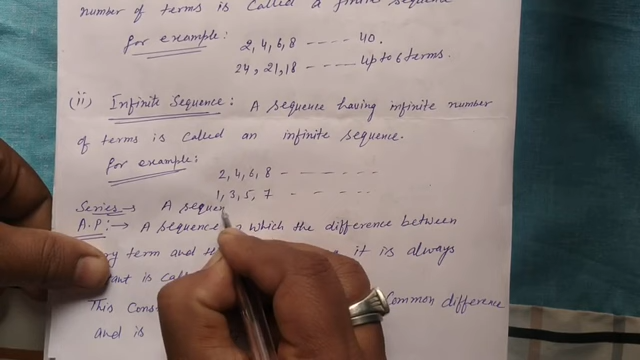 number of terms is called a finite sequence
for example:
2, 4, 6, 8 ---- 40.
24, 21, 18 ---- up to 6 terms.
(ii) Infinite Sequence: A sequence having infinite number
of terms is called an infinite sequence.
for example:
2, 4, 6, 8 - - - - - - -
1, 3, 5, 7 - - - - -
Series → A sequen
A.P: → A sequence which the difference between
term and it is always
is
This Common difference
and is